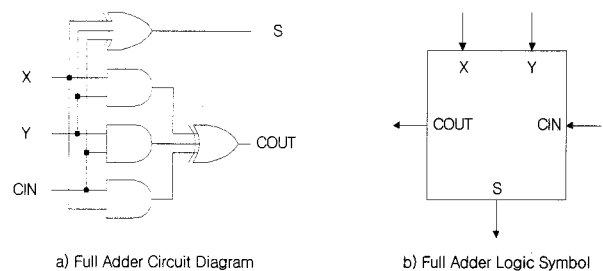 S
X
Y
COUT
CIN
a) Full Adder Circuit Diagram
X Y
COUT CIN
S
b) Full Adder Logic Symbol